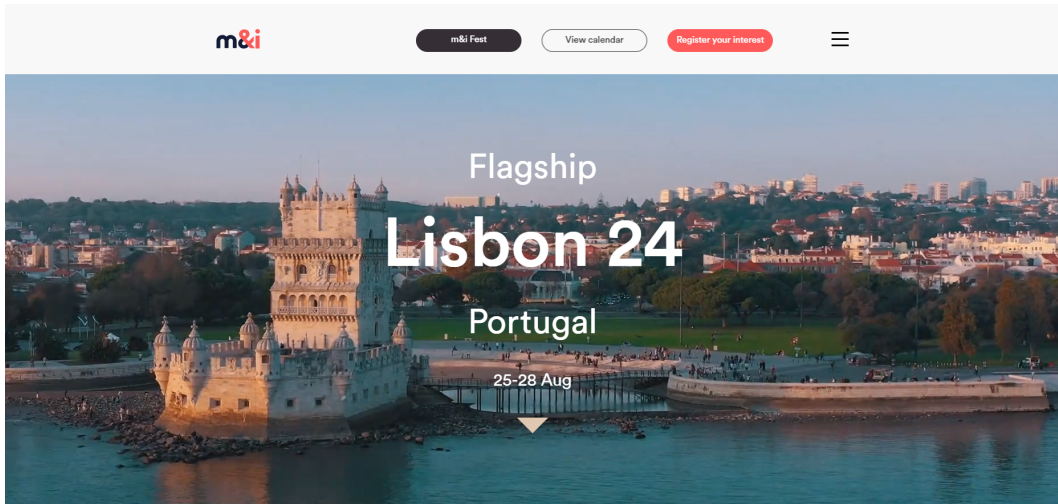 m&i
m&i Fest
View calendar
Register your interest
Flagship
Lisbon 24
Portugal
25-28 Aug